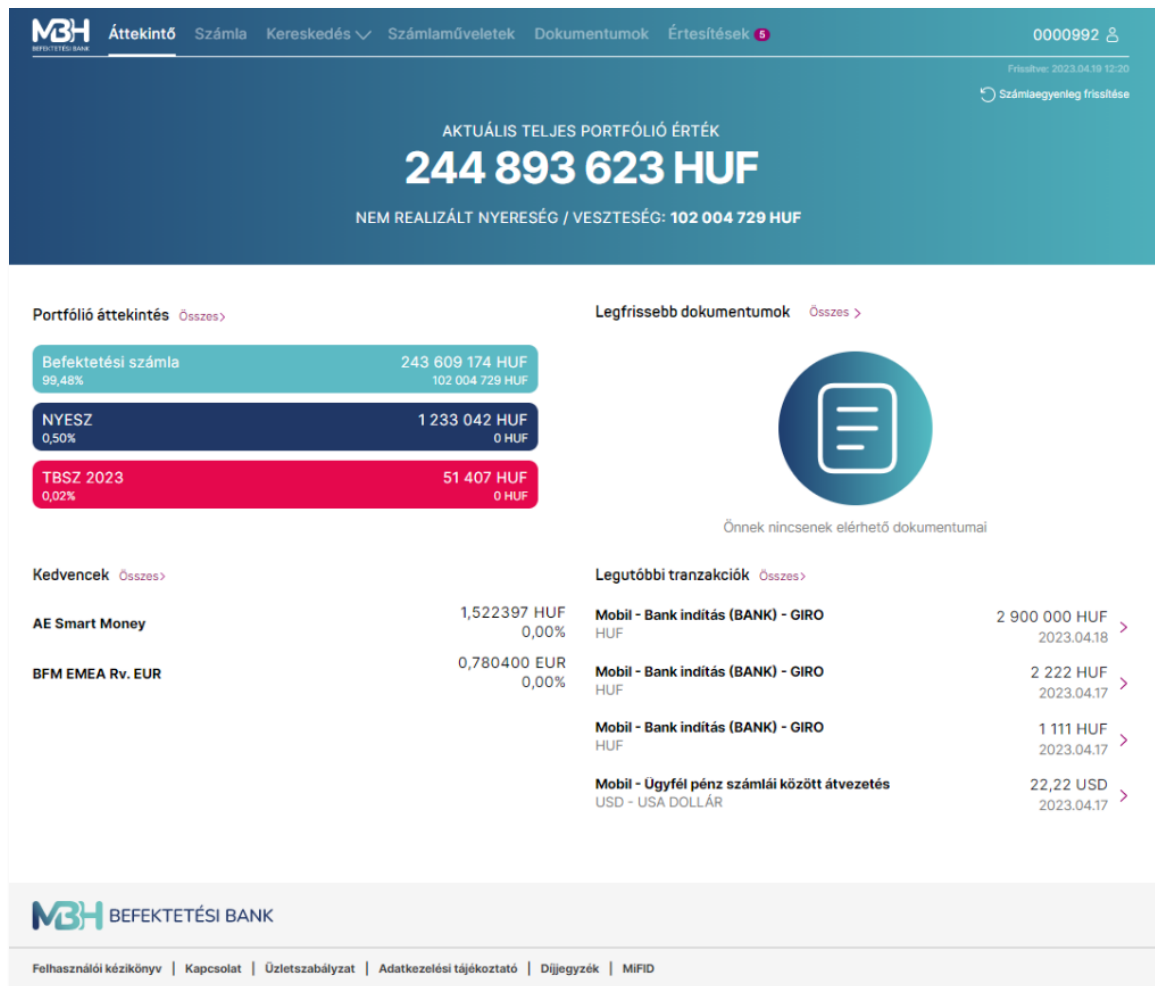 MBH
BEFEKTETÉSI BANK
Áttekintő Számla Kereskedés Számlaműveletek Dokumentumok Értesítések 5
0000992
Frissítve: 2023.04.19 12:20
Számlaegyenleg frissítése
AKTUÁLIS TELJES PORTFÓLIÓ ÉRTÉK
244 893 623 HUF
NEM REALIZÁLT NYERESÉG / VESZTESÉG: 102 004 729 HUF
Portfólió áttekintés Összes>
Befektetési számla 243 609 174 HUF
99,48% 102 004 729 HUF
NYESZ 1 233 042 HUF
0,50% 0 HUF
TBSZ 2023 51 407 HUF
0,02% 0 HUF
Legfrissebb dokumentumok Összes >
Önnek nincsenek elérhető dokumentumai
Kedvencek Összes>
AE Smart Money 1,522397 HUF
0,00%
BFM EMEA Rv. EUR 0,780400 EUR
0,00%
Legutóbbi tranzakciók Összes>
Mobil - Bank indítás (BANK) - GIRO 2 900 000 HUF
HUF 2023.04.18
Mobil - Bank indítás (BANK) - GIRO 2 222 HUF
HUF 2023.04.17
Mobil - Bank indítás (BANK) - GIRO 1 111 HUF
HUF 2023.04.17
Mobil - Ügyfél pénz számlái között átvezetés 22,22 USD
USD - USA DOLLÁR 2023.04.17
MBH BEFEKTETÉSI BANK
Felhasználói kézikönyv | Kapcsolat | Üzletszabályzat | Adatkezelési tájékoztató | Díjjegyzék | MiFID